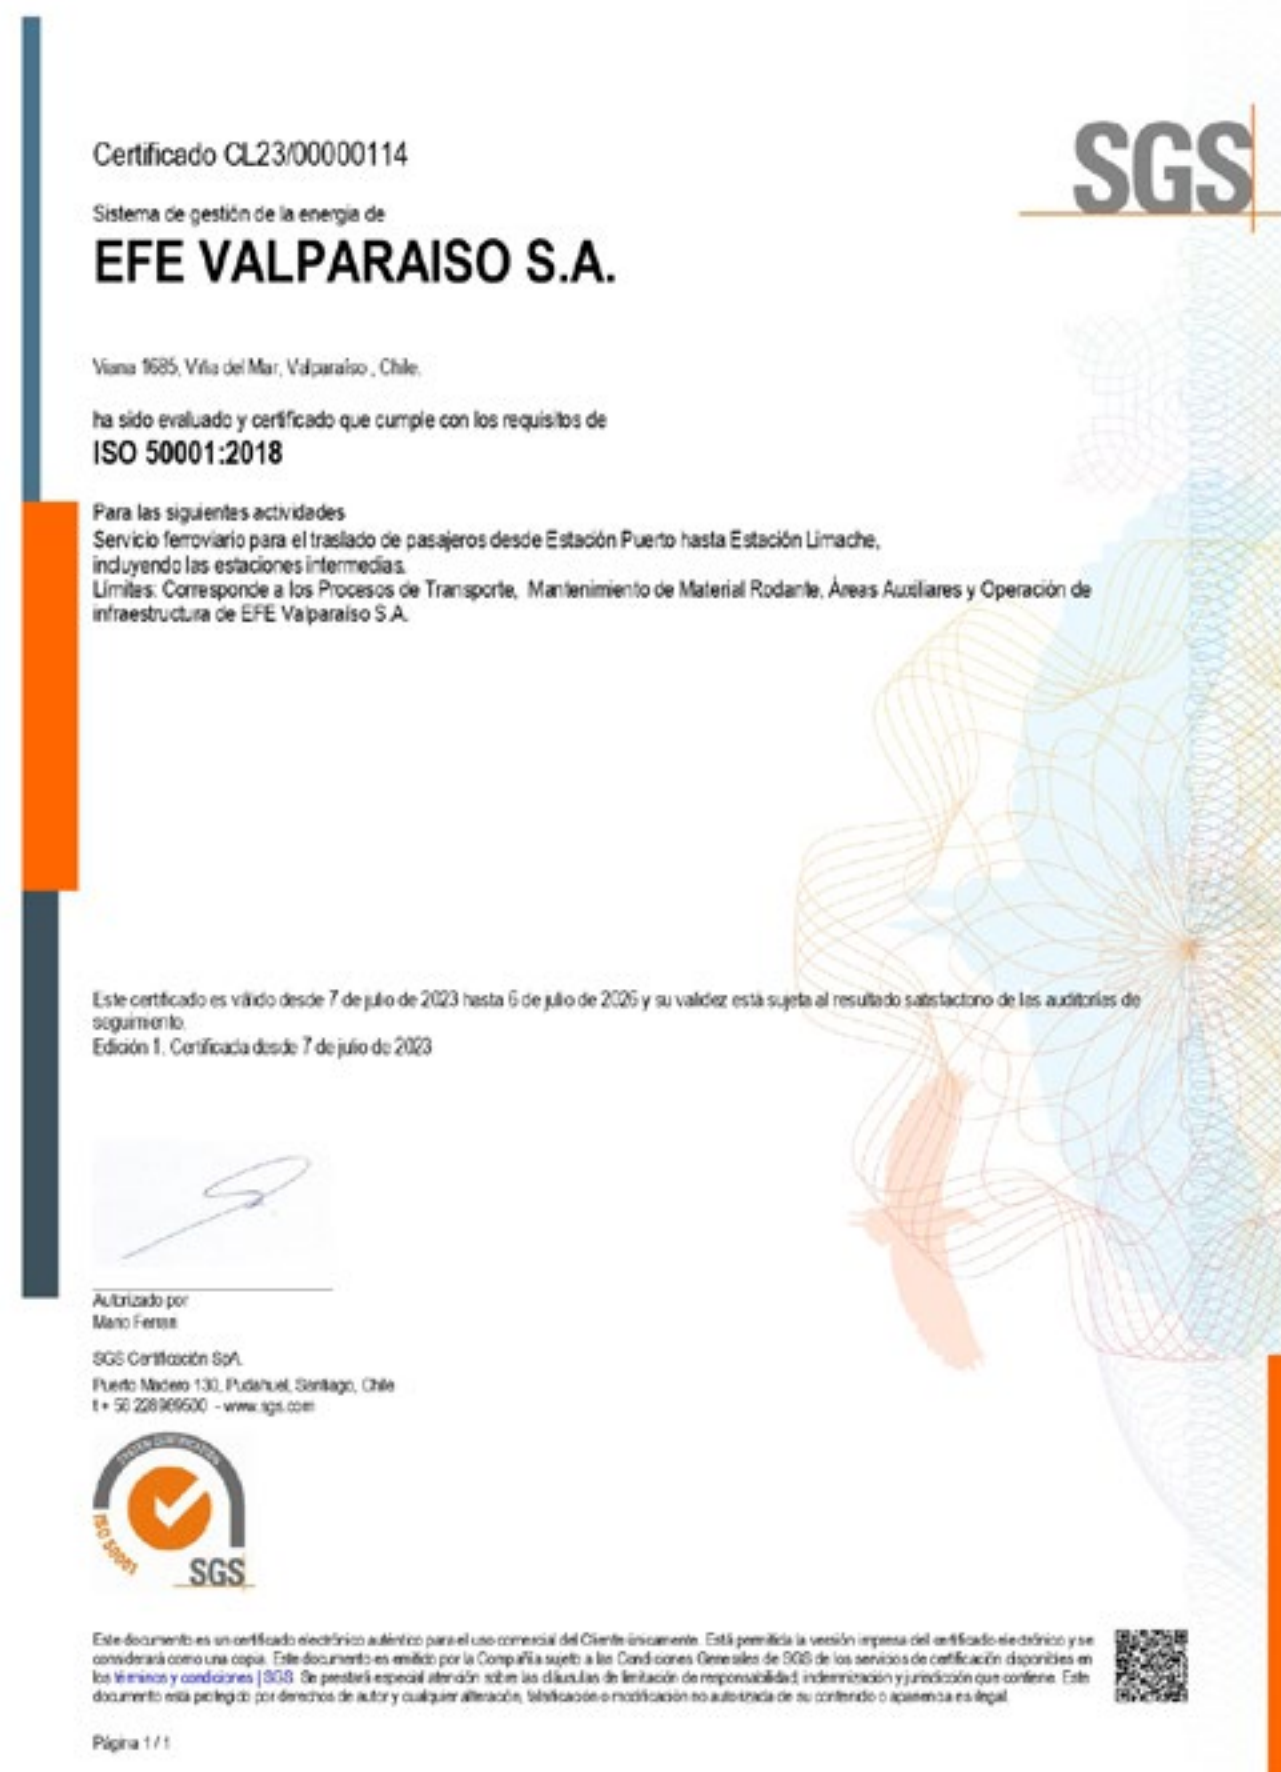 SGS
Certificado CL23/00000114
Sistema de gestión de la energia de
EFE VALPARAISO S.A.
Viana 1685, Viña del Mar, Valparaíso , Chile.
ha sido evaluado y certificado que cumple con los requisitos de
ISO 50001:2018
Para las siguientes actividades
Servicio ferroviario para el traslado de pasajeros desde Estación Puerto hasta Estación Limache,
incluyendo las estaciones intermedias.
Límites: Corresponde a los Procesos de Transporte, Mantenimiento de Material Rodante, Áreas Auxiliares y Operación de
infraestructura de EFE Valparaíso S.A.
Este certificado es válido desde 7 de julio de 2023 hasta 6 de julio de 2026 y su validez está sujeta al resultado satisfactorio de las auditorías de
seguimiento.
Edición 1. Certificada desde 7 de julio de 2023
Autorizado por
Mario
SGS Certificación SpA.
Puerto Madero 130, Pudahuel, Santiago, Chile
t + 56 228989500 - www.sgs.com
SYSTEM CERTIFICATION
ISO 50001
SGS
Este documento es un certificado electrónico auténtico para el uso comercial del Cliente únicamente. Está permitida la versión impresa del certificado electrónico y se
considerará como una copia. Este documento es emitido por la Compañía sujeto a las Condiciones Generales de SGS de los servicios de certificación disponibles en
los términos y condiciones | SGS. Se prestará especial atención sobre las cláusulas de limitación de responsabilidad, indemnización y jurisdicción que contiene. Este
documento está protegido por derechos de autor y cualquier alteración, falsificación o modificación no autorizada de su contenido o apariencia es ilegal.
Página 1 / 1